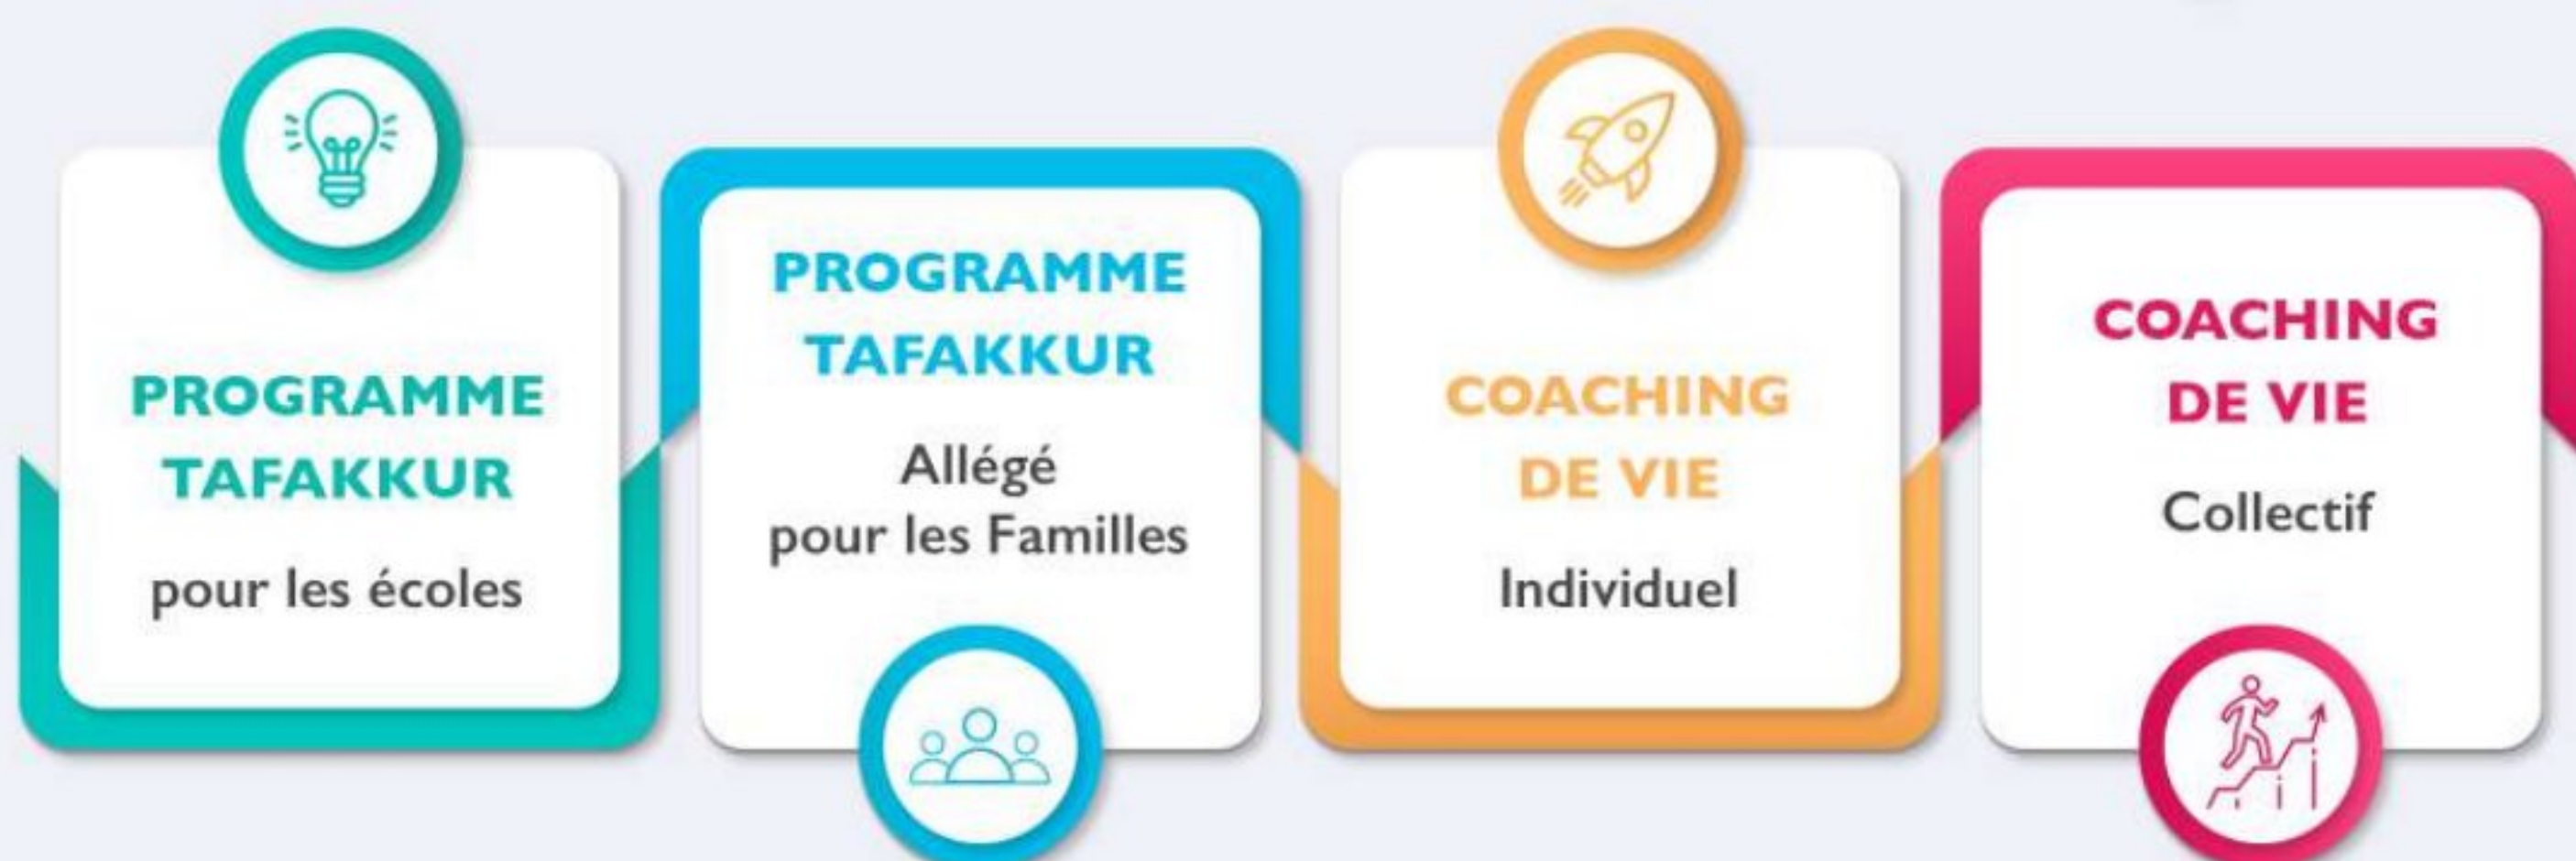 PROGRAMME
TAFAKKUR
pour les écoles
PROGRAMME
TAFAKKUR
Allégé
pour les Familles
COACHING
DE VIE
Individuel
COACHING
DE VIE
Collectif